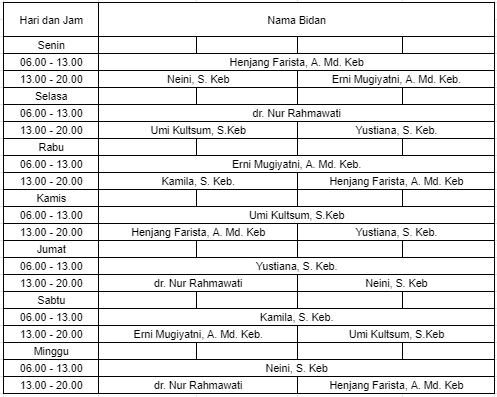 Hari dan Jam Nama Bidan
Senin
06.00 - 13.00 Henjang Farista, A. Md. Keb
13.00 - 20.00 Neini, S. Keb Erni Mugiyatni, A. Md. Keb.
Selasa
06.00 - 13.00 dr. Nur Rahmawati
13.00 - 20.00 Umi Kultsum, S.Keb Yustiana, S. Keb.
Rabu
06.00 - 13.00 Erni Mugiyatni, A. Md. Keb.
13.00 - 20.00 Kamila, S. Keb. Henjang Farista, A. Md. Keb
Kamis
06.00 - 13.00 Umi Kultsum, S.Keb
13.00 - 20.00 Henjang Farista, A. Md. Keb Yustiana, S. Keb.
Jumat
06.00 - 13.00 Yustiana, S. Keb.
13.00 - 20.00 dr. Nur Rahmawati Neini, S. Keb
Sabtu
06.00 - 13.00 Kamila, S. Keb.
13.00 - 20.00 Erni Mugiyatni, A. Md. Keb. Umi Kultsum, S.Keb
Minggu
06.00 - 13.00 Neini, S. Keb
13.00 - 20.00 dr. Nur Rahmawati Henjang Farista, A. Md. Keb